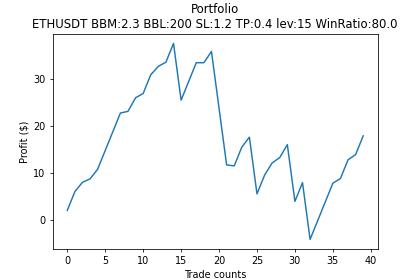 Portfolio
ETHUSDT BBM:2.3 BBL:200 SL:1.2 TP:0.4 lev:15 WinRatio:80.0
Profit ($)
30
20
10
0
0 5 10 15 20 25 30 35 40
Trade counts